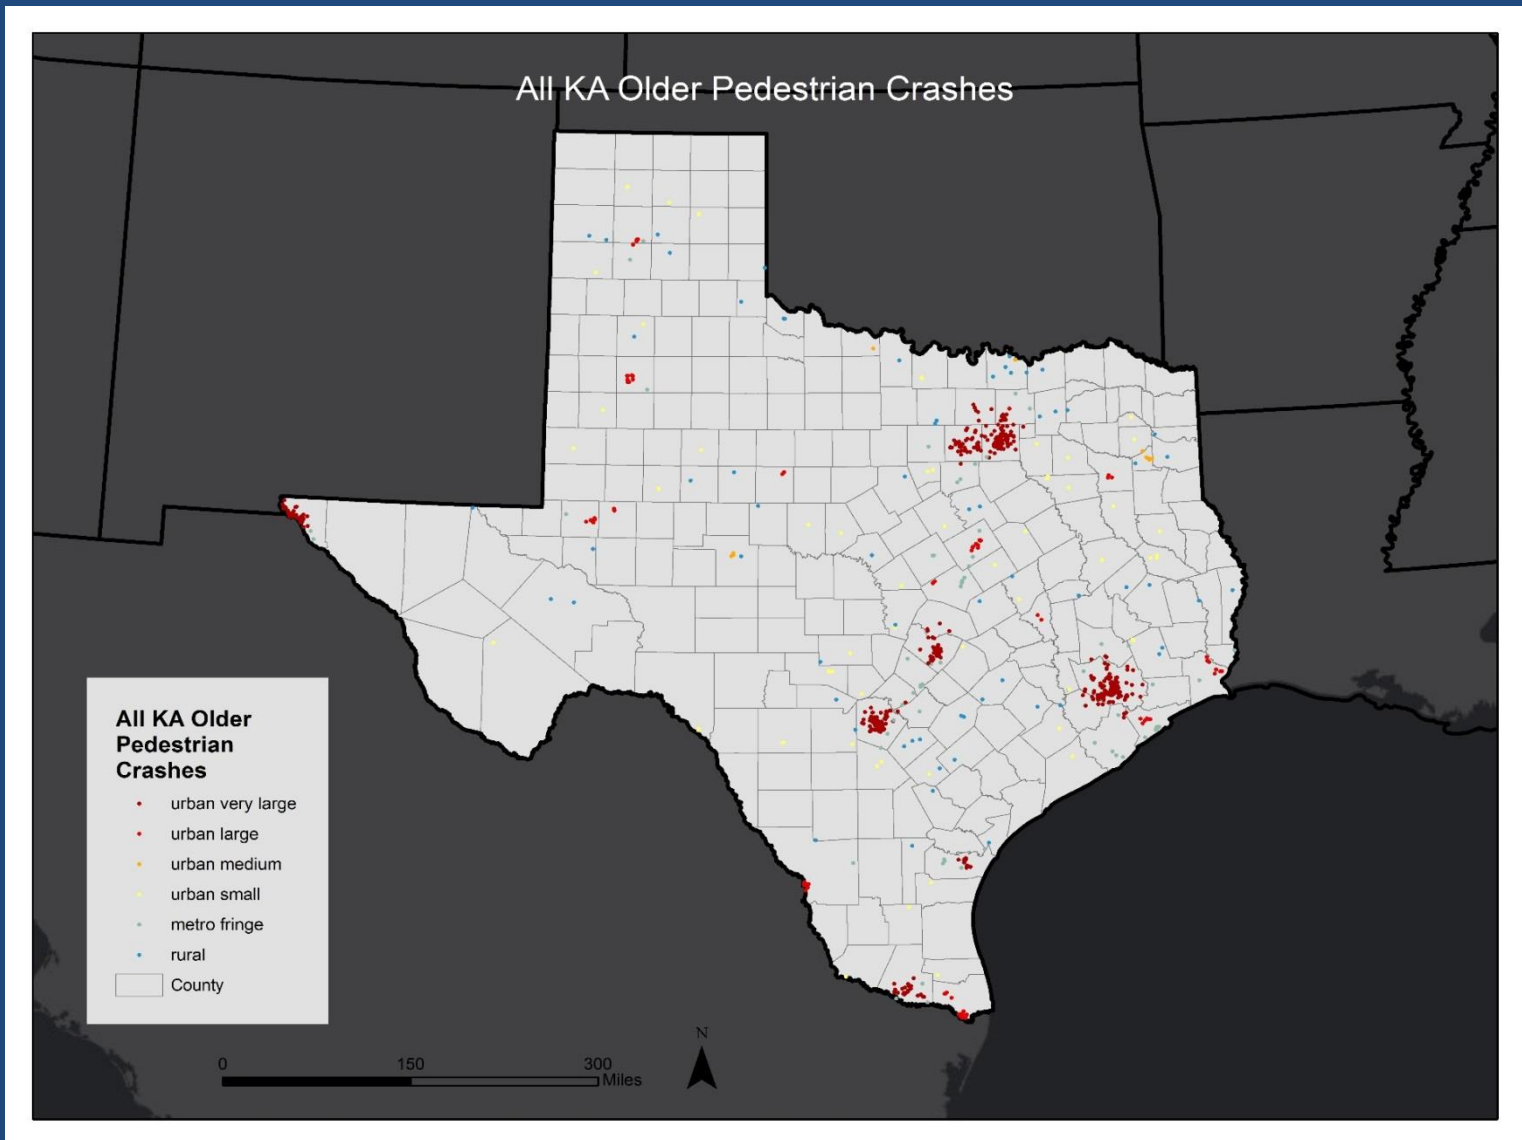 All KA Older Pedestrian Crashes
All KA Older
Pedestrian
Crashes
urban very large
urban large
urban medium
urban small
metro fringe
rural
County
0 150 300
Miles
N